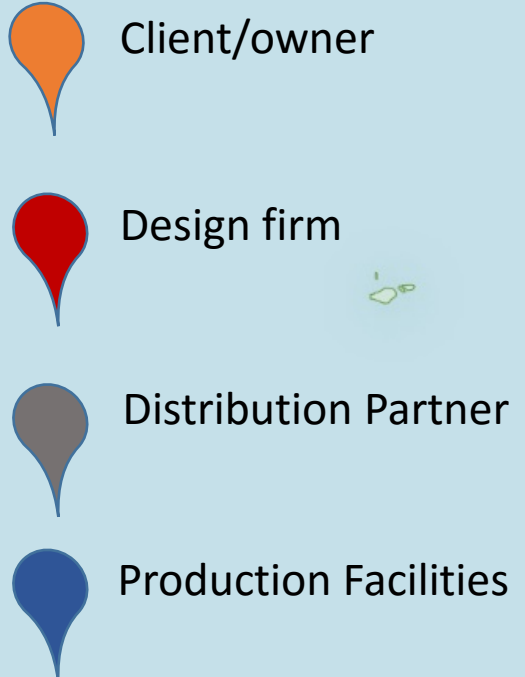 Client/owner
Design firm
Distribution Partner
Production Facilities